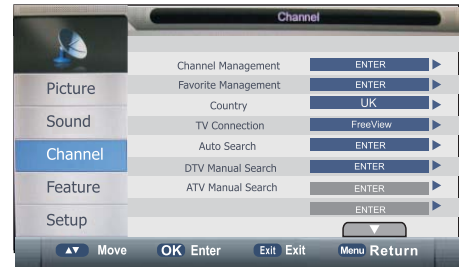 Channel
Channel Management ENTER
Favorite Management ENTER
Country UK
TV Connection FreeView
Auto Search ENTER
DTV Manual Search ENTER
ATV Manual Search ENTER
ENTER
Picture
Sound
Channel
Feature
Setup
Move OK Enter Exit Exit Menu Return